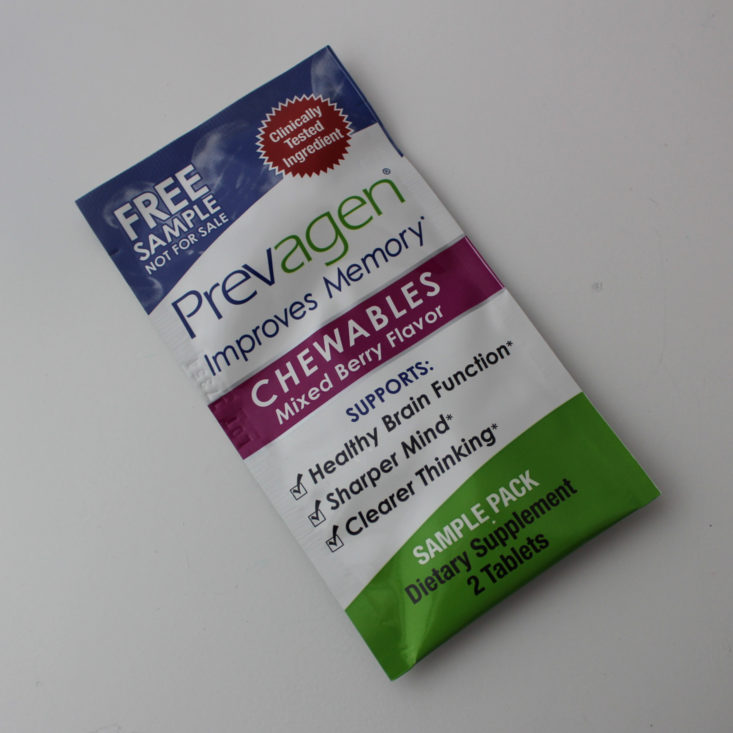 FREE
SAMPLE
NOT FOR SALE
Clinically
Tested
Ingredient
Prevagen®
Improves Memory*
CHEWABLES
Mixed Berry Flavor
SUPPORTS:
Healthy Brain Function*
Sharper Mind*
Clearer Thinking*
SAMPLE PACK
Dietary Supplement
2 Tablets